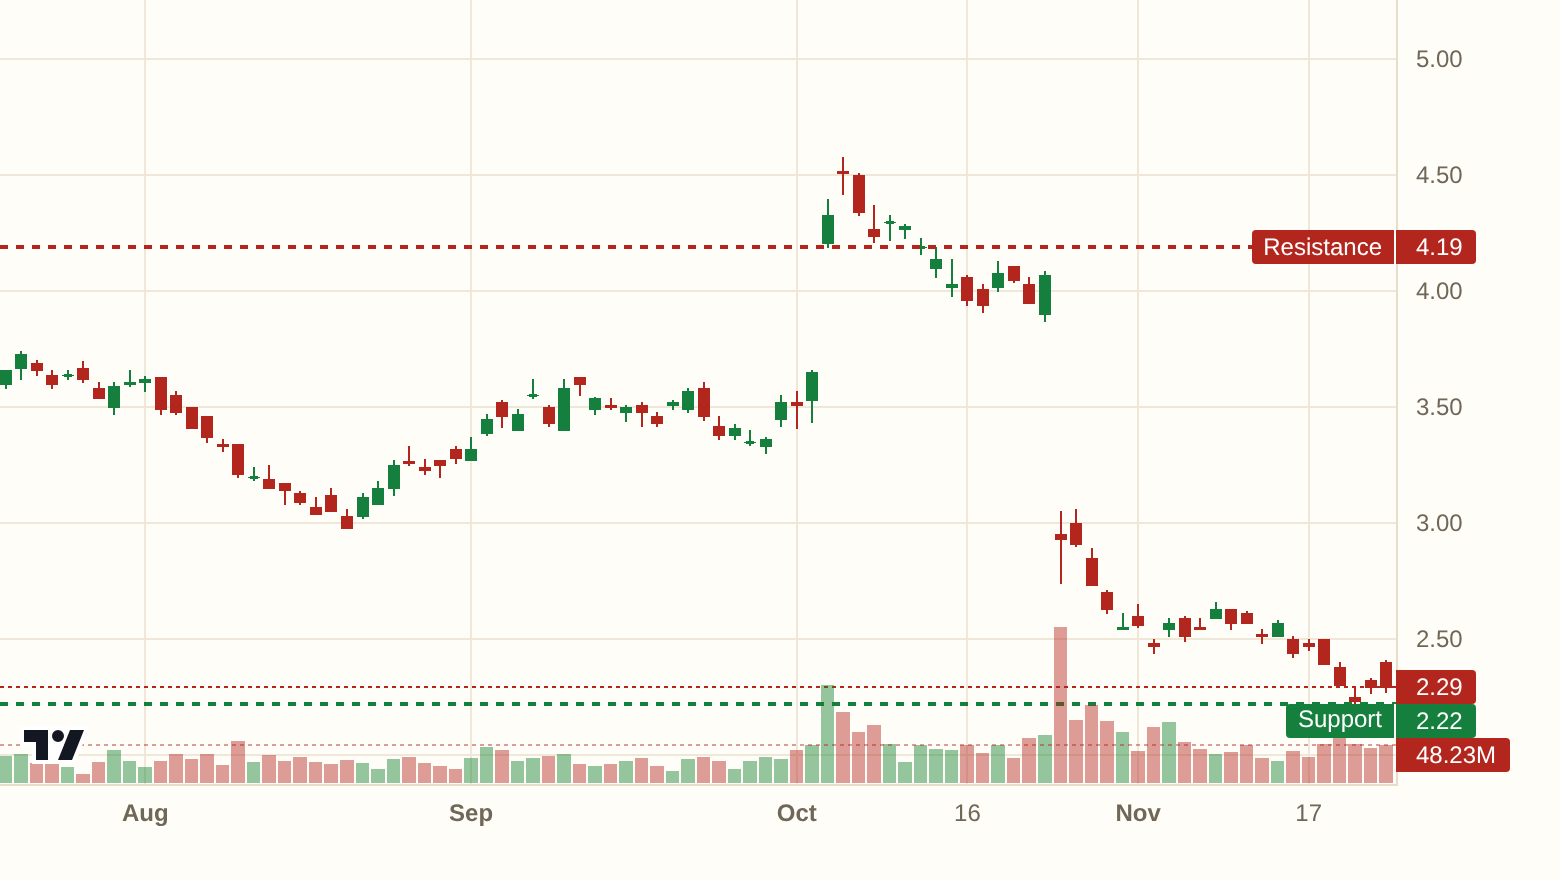 5.00
4.50
Resistance 4.19
4.00
3.50
3.00
2.50
2.29
Support 2.22
48.23M
Aug Sep Oct 16 Nov 17